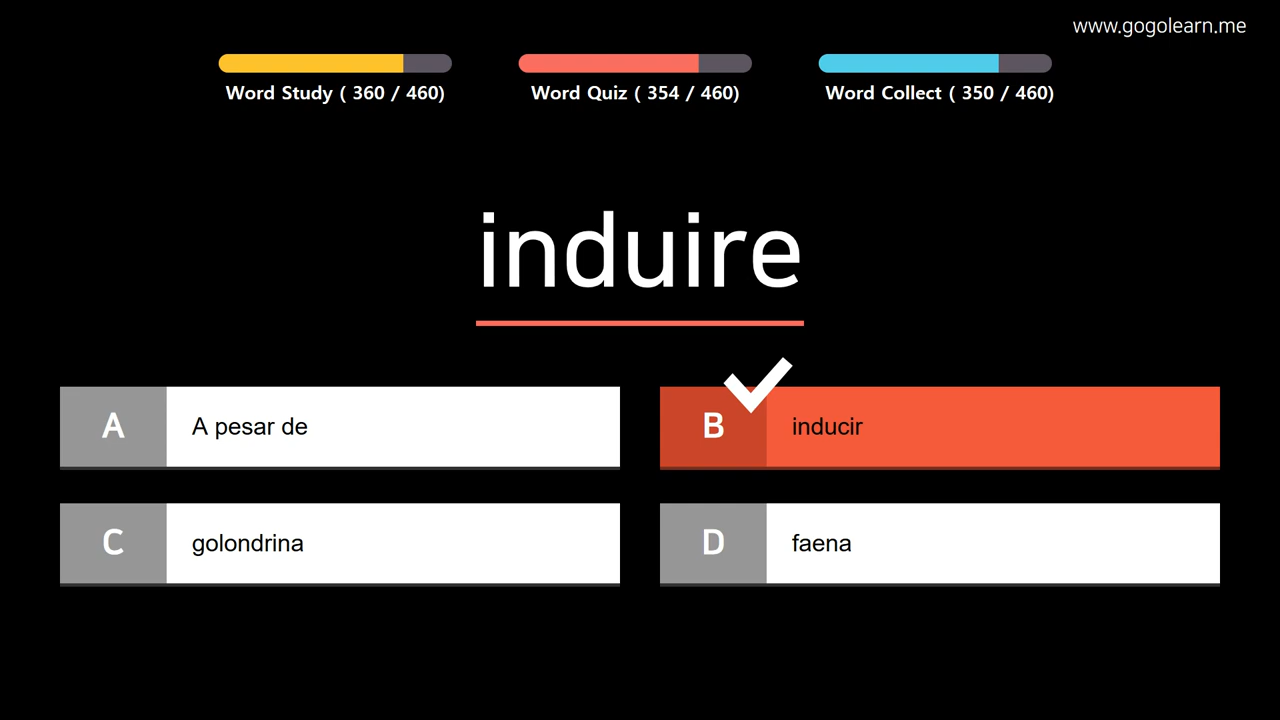 www.gogolearn.me
Word Study ( 360 / 460)
Word Quiz ( 354 / 460)
Word Collect ( 350 / 460)
induire
A
A pesar de
B
inducir
C
golondrina
D
faena